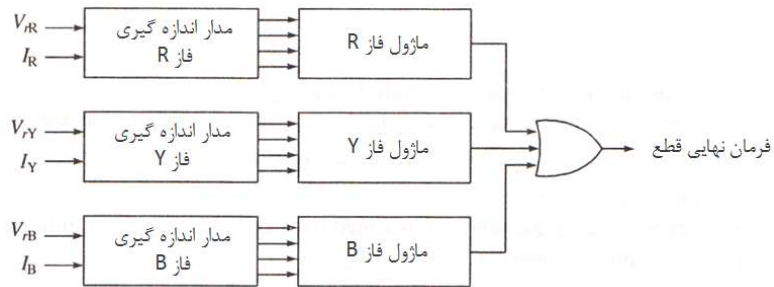 V_rR
I_R
مدار اندازه گیری
فاز R
ماژول فاز R
V_rY
I_Y
مدار اندازه گیری
فاز Y
ماژول فاز Y
فرمان نهایی قطع
V_rB
I_B
مدار اندازه گیری
فاز B
ماژول فاز B